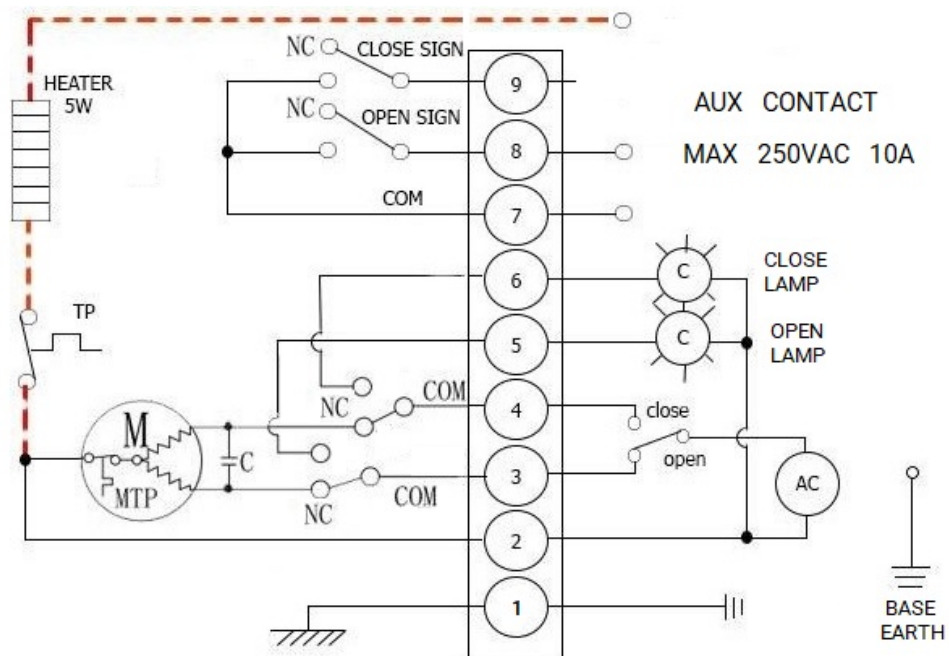 HEATER
5W
NC
CLOSE SIGN
NC
OPEN SIGN
COM
9
8
7
6
5
4
3
2
1
AUX CONTACT
MAX 250VAC 10A
C
CLOSE
LAMP
C
OPEN
LAMP
TP
M
MTP
C
NC
COM
NC
COM
close
open
AC
BASE
EARTH